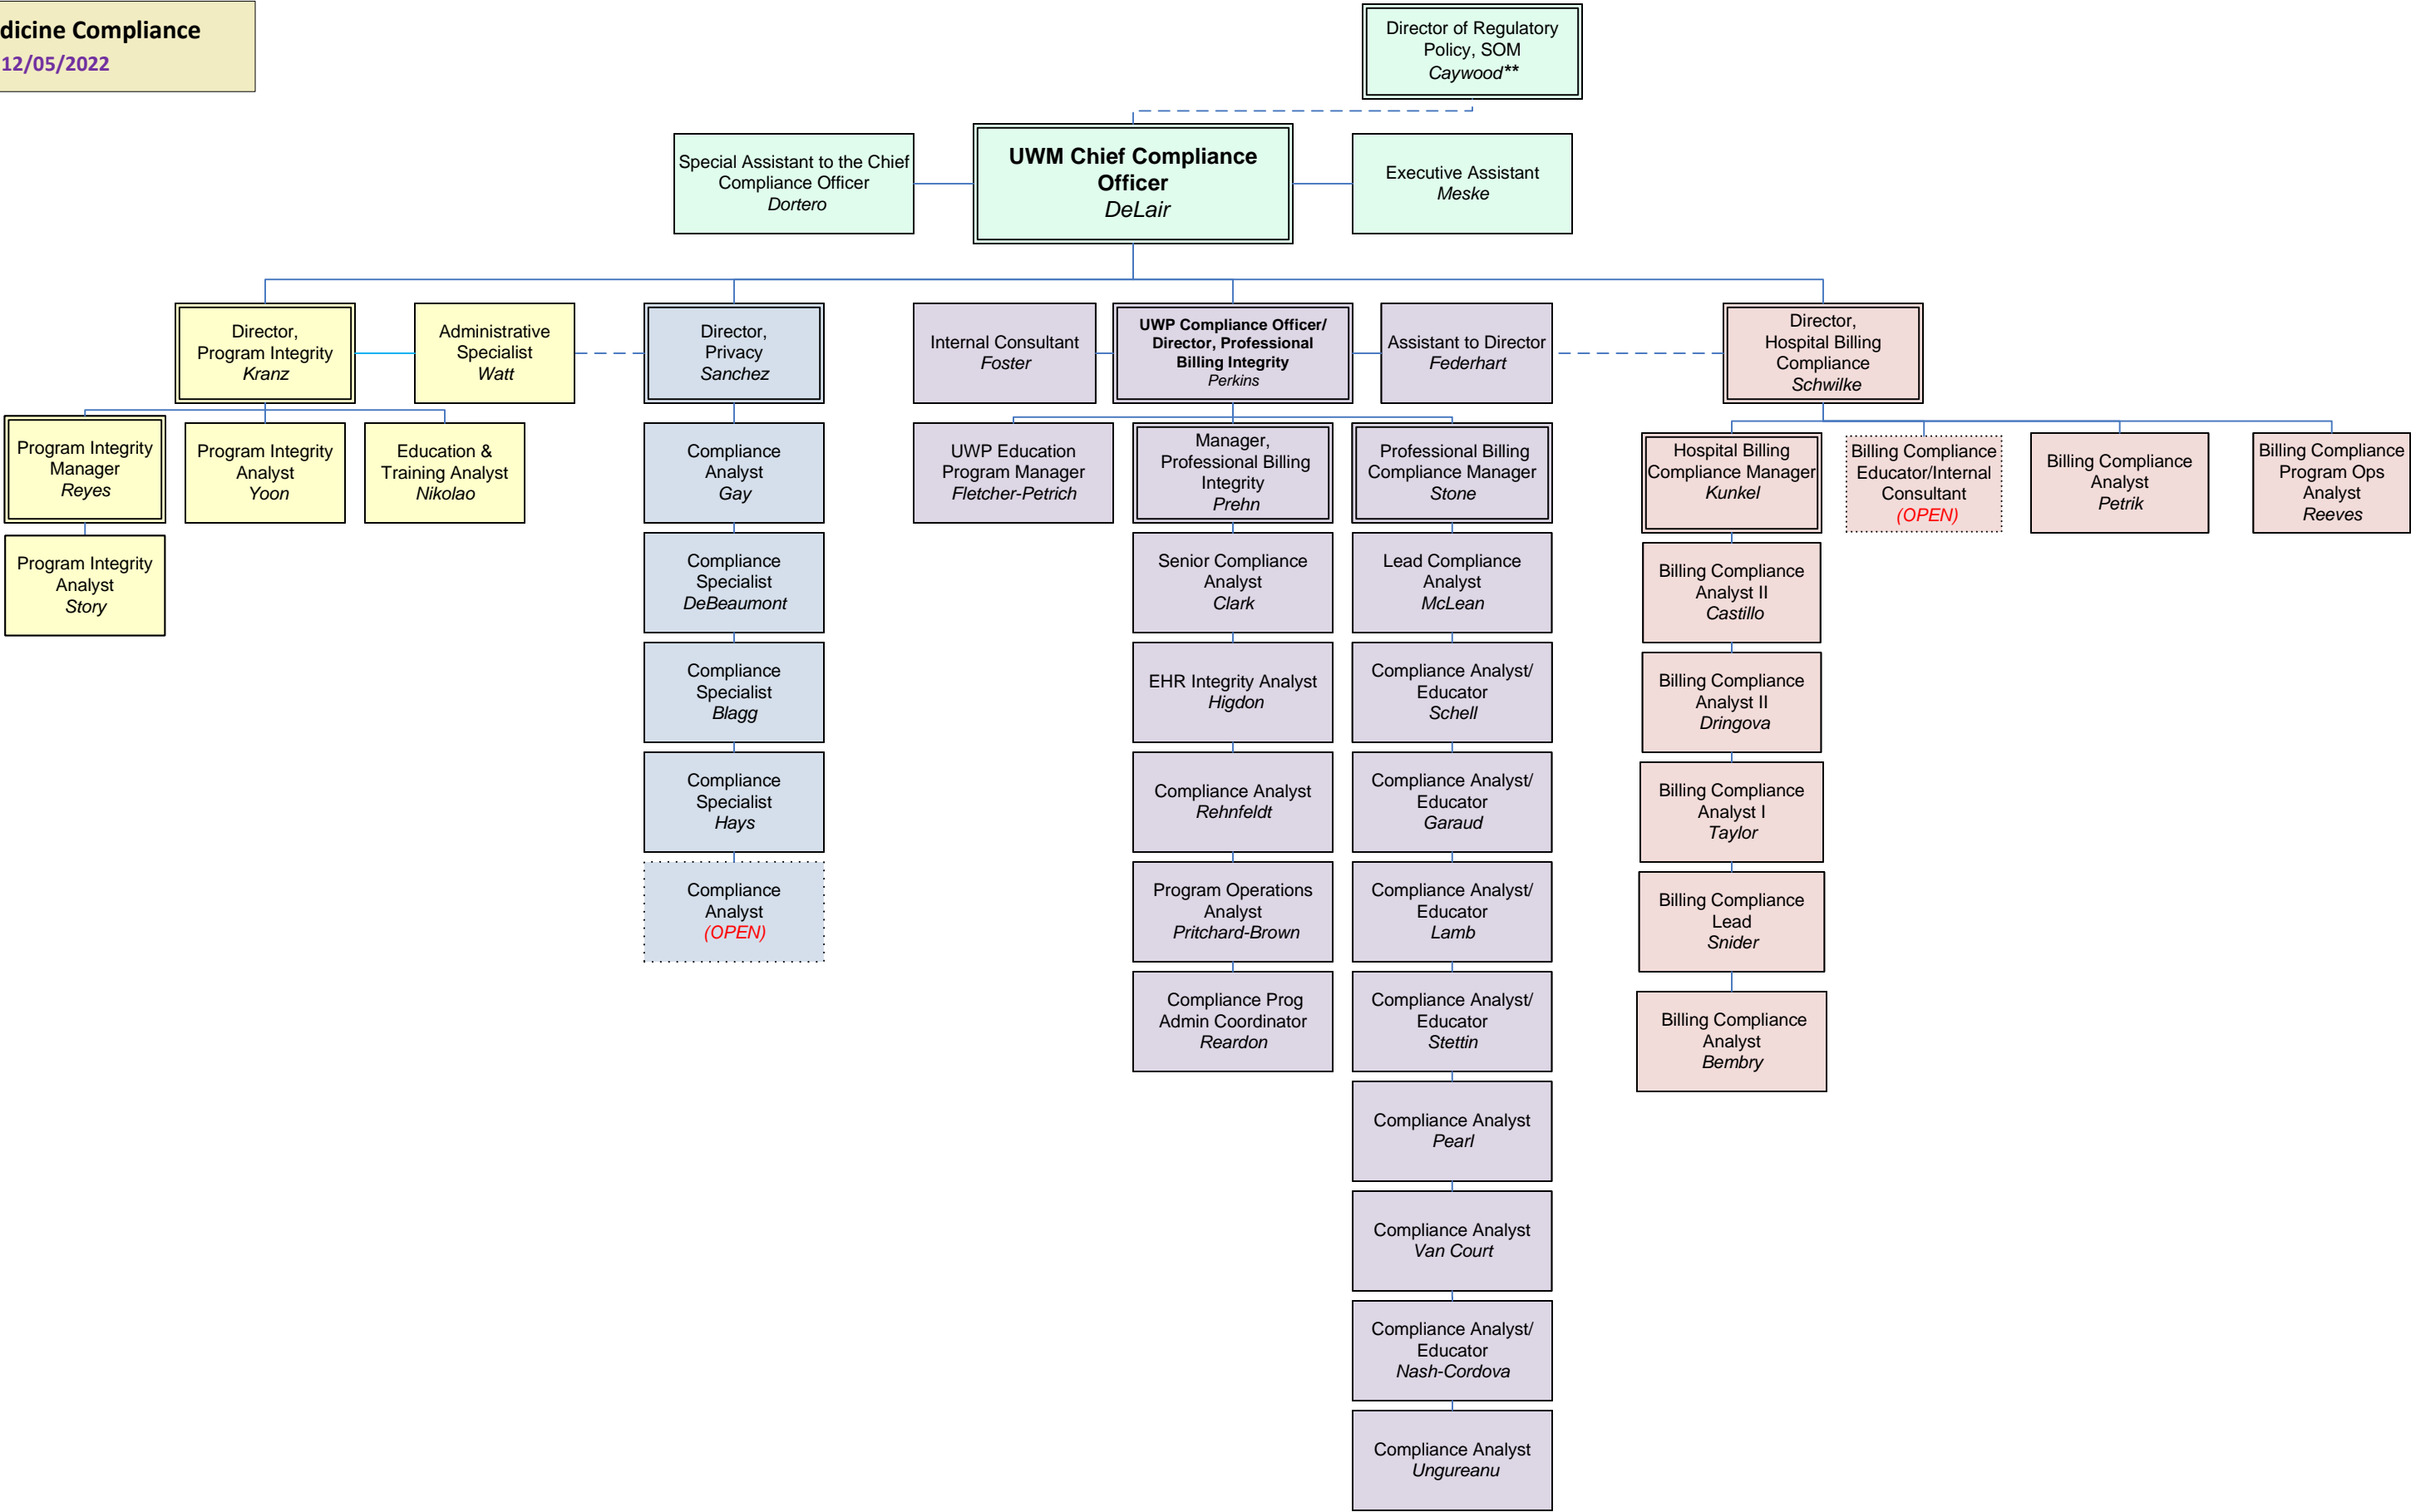 dicine Compliance
12/05/2022
Director of Regulatory
Policy, SOM
Caywood**
Special Assistant to the Chief
Compliance Officer
Dortero
UWM Chief Compliance
Officer
DeLair
Executive Assistant
Meske
Director,
Program Integrity
Kranz
Administrative
Specialist
Watt
Director,
Privacy
Sanchez
Internal Consultant
Foster
UWP Compliance Officer/
Director, Professional
Billing Integrity
Perkins
Assistant to Director
Federhart
Director,
Hospital Billing
Compliance
Schwilke
Program Integrity
Manager
Reyes
Program Integrity
Analyst
Yoon
Education &
Training Analyst
Nikolao
Compliance
Analyst
Gay
UWP Education
Program Manager
Fletcher-Petrich
Manager,
Professional Billing
Integrity
Prehn
Professional Billing
Compliance Manager
Stone
Hospital Billing
Compliance Manager
Kunkel
Billing Compliance
Educator/Internal
Consultant
(OPEN)
Billing Compliance
Analyst
Petrik
Billing Compliance
Program Ops
Analyst
Reeves
Program Integrity
Analyst
Story
Compliance
Specialist
DeBeaumont
Senior Compliance
Analyst
Clark
Lead Compliance
Analyst
McLean
Billing Compliance
Analyst II
Castillo
Compliance
Specialist
Blagg
EHR Integrity Analyst
Higdon
Compliance Analyst/
Educator
Schell
Billing Compliance
Analyst II
Dringova
Compliance
Specialist
Hays
Compliance Analyst
Rehnfeldt
Compliance Analyst/
Educator
Garaud
Billing Compliance
Analyst I
Taylor
Compliance
Analyst
(OPEN)
Program Operations
Analyst
Pritchard-Brown
Compliance Analyst/
Educator
Lamb
Billing Compliance
Lead
Snider
Compliance Prog
Admin Coordinator
Reardon
Compliance Analyst/
Educator
Stettin
Billing Compliance
Analyst
Bembry
Compliance Analyst
Pearl
Compliance Analyst
Van Court
Compliance Analyst/
Educator
Nash-Cordova
Compliance Analyst
Ungureanu